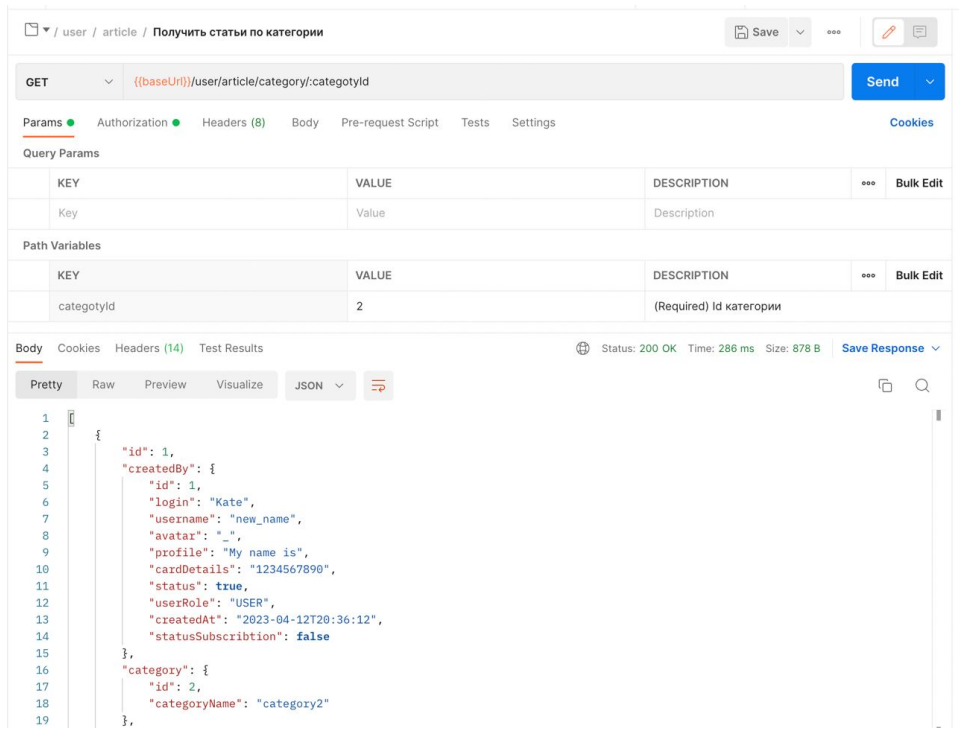 / user / article / Получить статьи по категории
Save
GET {{baseUrl}}/user/article/category/:categotyId Send
Params Authorization Headers (8) Body Pre-request Script Tests Settings Cookies
Query Params
KEY VALUE DESCRIPTION Bulk Edit
Key Value Description
Path Variables
KEY VALUE DESCRIPTION Bulk Edit
categotyId 2 (Required) Id категории
Body Cookies Headers (14) Test Results Status: 200 OK Time: 286 ms Size: 878 B Save Response
Pretty Raw Preview Visualize JSON
1 [
2 {
3 "id": 1,
4 "createdBy": {
5 "id": 1,
6 "login": "Kate",
7 "username": "new_name",
8 "avatar": "_",
9 "profile": "My name is",
10 "cardDetails": "1234567890",
11 "status": true,
12 "userRole": "USER",
13 "createdAt": "2023-04-12T20:36:12",
14 "statusSubscribtion": false
15 },
16 "category": {
17 "id": 2,
18 "categoryName": "category2"
19 },